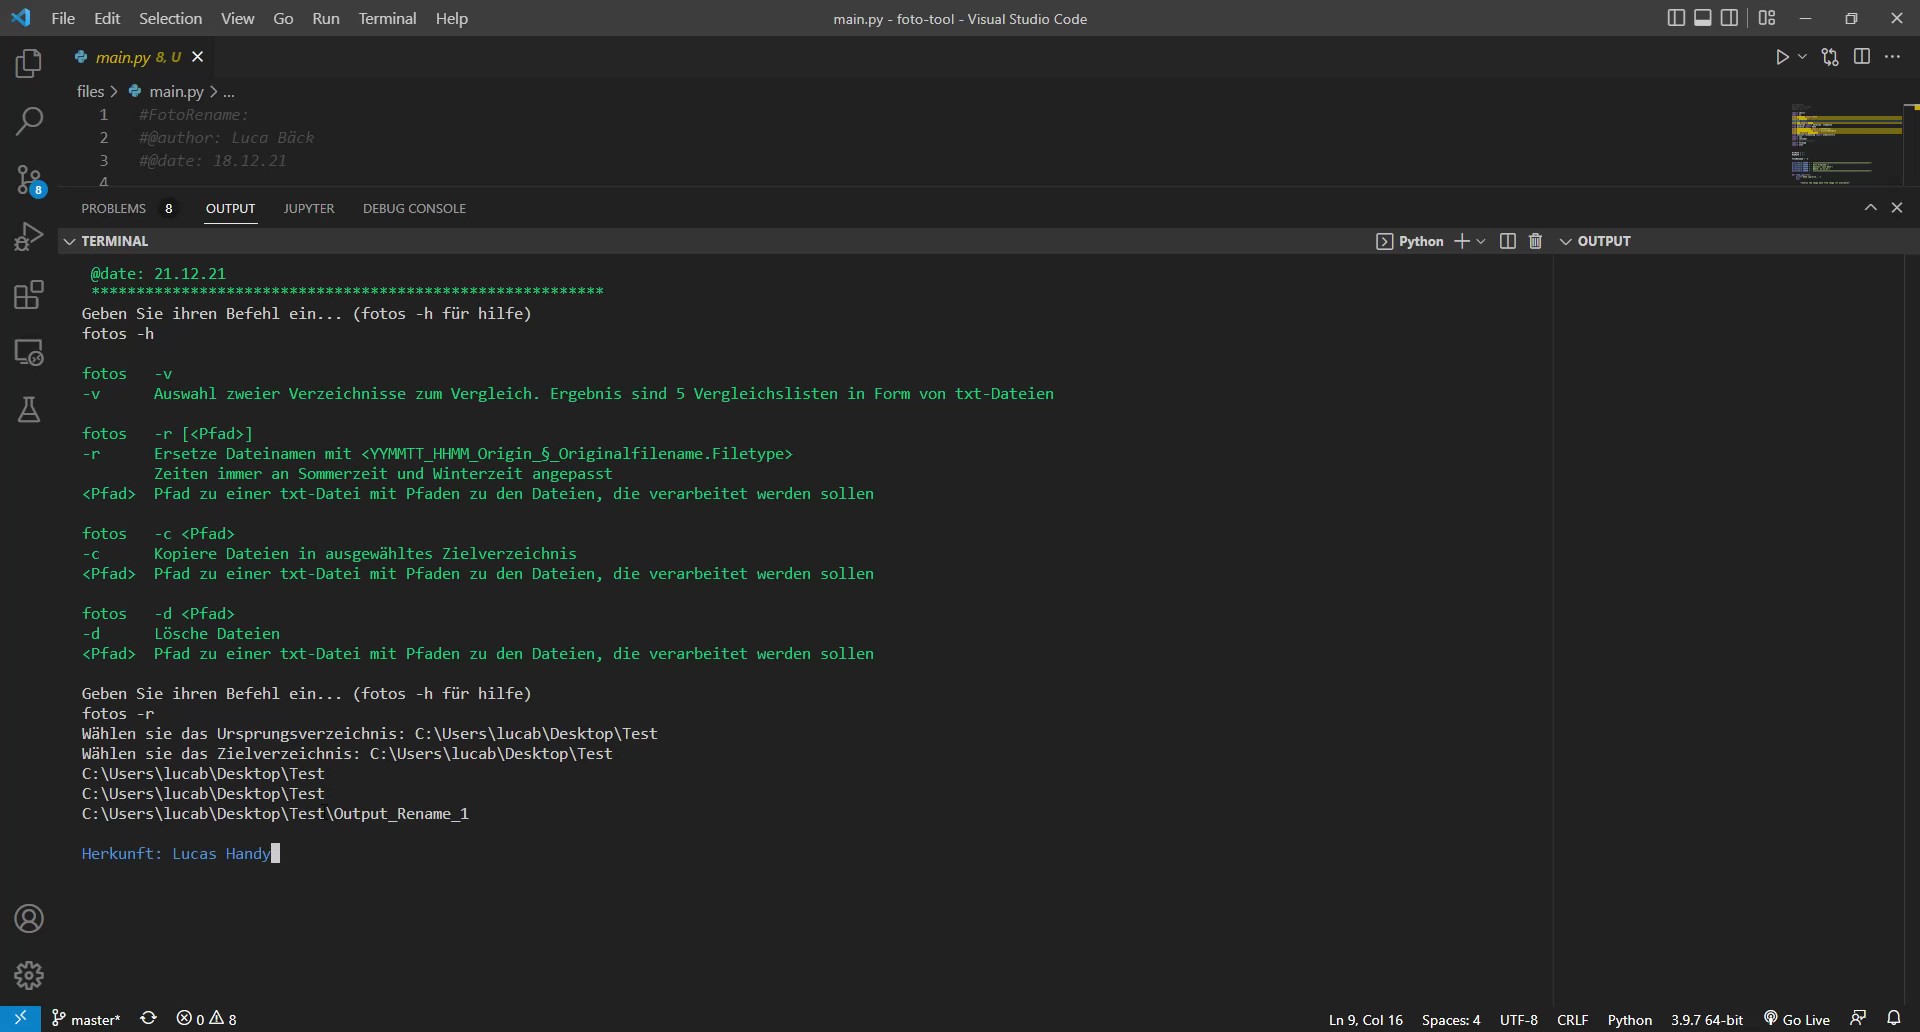 File Edit Selection View Go Run Terminal Help
main.py - foto-tool - Visual Studio Code
main.py 8, U
files > main.py > ...
1 #FotoRename:
2 #@author: Luca Bäck
3 #@date: 18.12.21
4
8
PROBLEMS 8 OUTPUT JUPYTER DEBUG CONSOLE
TERMINAL
Python
OUTPUT
@date: 21.12.21
*********************************************************
Geben Sie ihren Befehl ein... (fotos -h für hilfe)
fotos -h
fotos -v
-v Auswahl zweier Verzeichnisse zum Vergleich. Ergebnis sind 5 Vergleichslisten in Form von txt-Dateien
fotos -r [<Pfad>]
-r Ersetze Dateinamen mit <YYMMTT_HHMM_Origin_§_Originalfilename.Filetype>
Zeiten immer an Sommerzeit und Winterzeit angepasst
<Pfad> Pfad zu einer txt-Datei mit Pfaden zu den Dateien, die verarbeitet werden sollen
fotos -c <Pfad>
-c Kopiere Dateien in ausgewähltes Zielverzeichnis
<Pfad> Pfad zu einer txt-Datei mit Pfaden zu den Dateien, die verarbeitet werden sollen
fotos -d <Pfad>
-d Lösche Dateien
<Pfad> Pfad zu einer txt-Datei mit Pfaden zu den Dateien, die verarbeitet werden sollen
Geben Sie ihren Befehl ein... (fotos -h für hilfe)
fotos -r
Wählen sie das Ursprungsverzeichnis: C:\Users\lucab\Desktop\Test
Wählen sie das Zielverzeichnis: C:\Users\lucab\Desktop\Test
C:\Users\lucab\Desktop\Test
C:\Users\lucab\Desktop\Test
C:\Users\lucab\Desktop\Test\Output_Rename_1
Herkunft: Lucas Handy
master* 0 8
Ln 9, Col 16 Spaces: 4 UTF-8 CRLF Python 3.9.7 64-bit Go Live